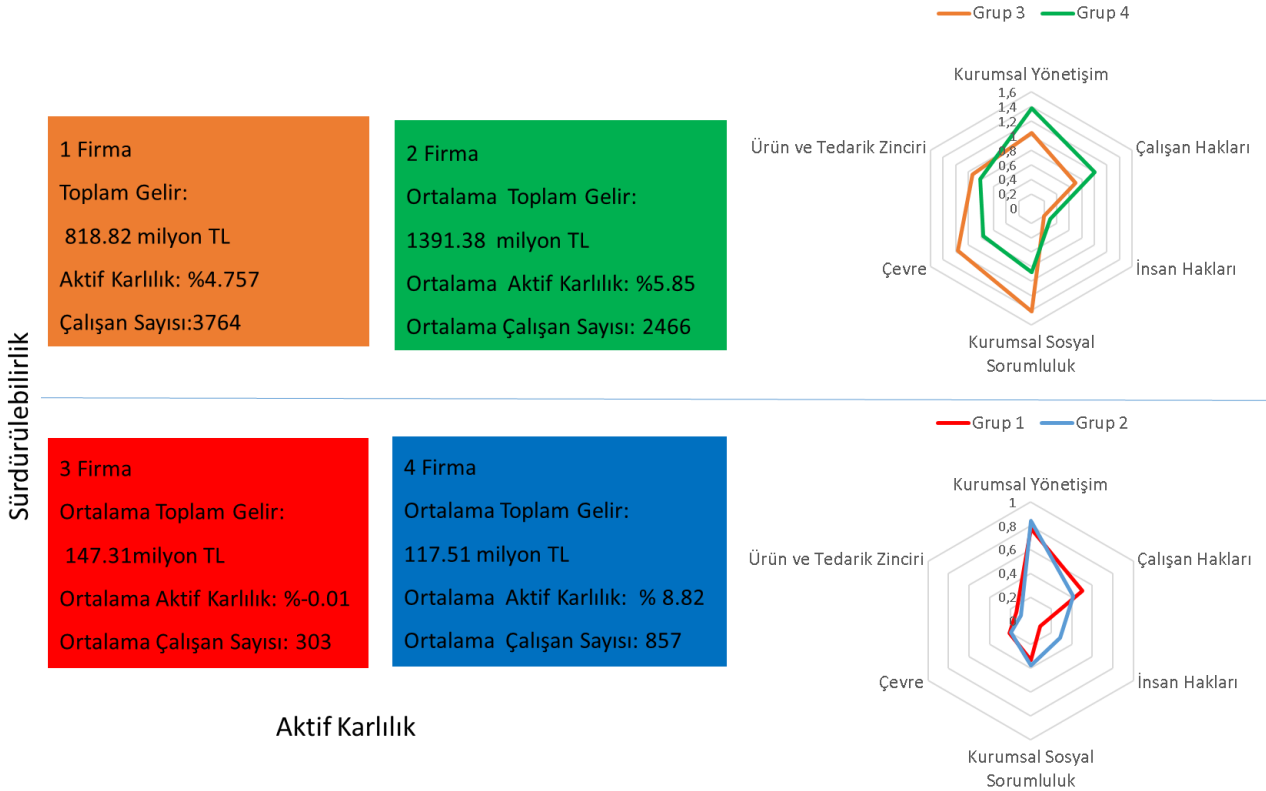 Sürdürülebilirlik
1 Firma
Toplam Gelir:
818.82 milyon TL
Aktif Karlılık: %4.757
Çalışan Sayısı:3764
2 Firma
Ortalama Toplam Gelir:
1391.38 milyon TL
Ortalama Aktif Karlılık: %5.85
Ortalama Çalışan Sayısı: 2466
Grup 3 Grup 4
Kurumsal Yönetişim
1,6
1,4
1,2
1
0,8
0,6
0,4
0,2
0
Ürün ve Tedarik Zinciri
Çalışan Hakları
Çevre
İnsan Hakları
Kurumsal Sosyal
Sorumluluk
3 Firma
Ortalama Toplam Gelir:
147.31milyon TL
Ortalama Aktif Karlılık: %-0.01
Ortalama Çalışan Sayısı: 303
4 Firma
Ortalama Toplam Gelir:
117.51 milyon TL
Ortalama Aktif Karlılık: % 8.82
Ortalama Çalışan Sayısı: 857
Grup 1 Grup 2
Kurumsal Yönetişim
1
0,8
0,6
0,4
0,2
0
Ürün ve Tedarik Zinciri
Çalışan Hakları
Çevre
İnsan Hakları
Kurumsal Sosyal
Sorumluluk
Aktif Karlılık